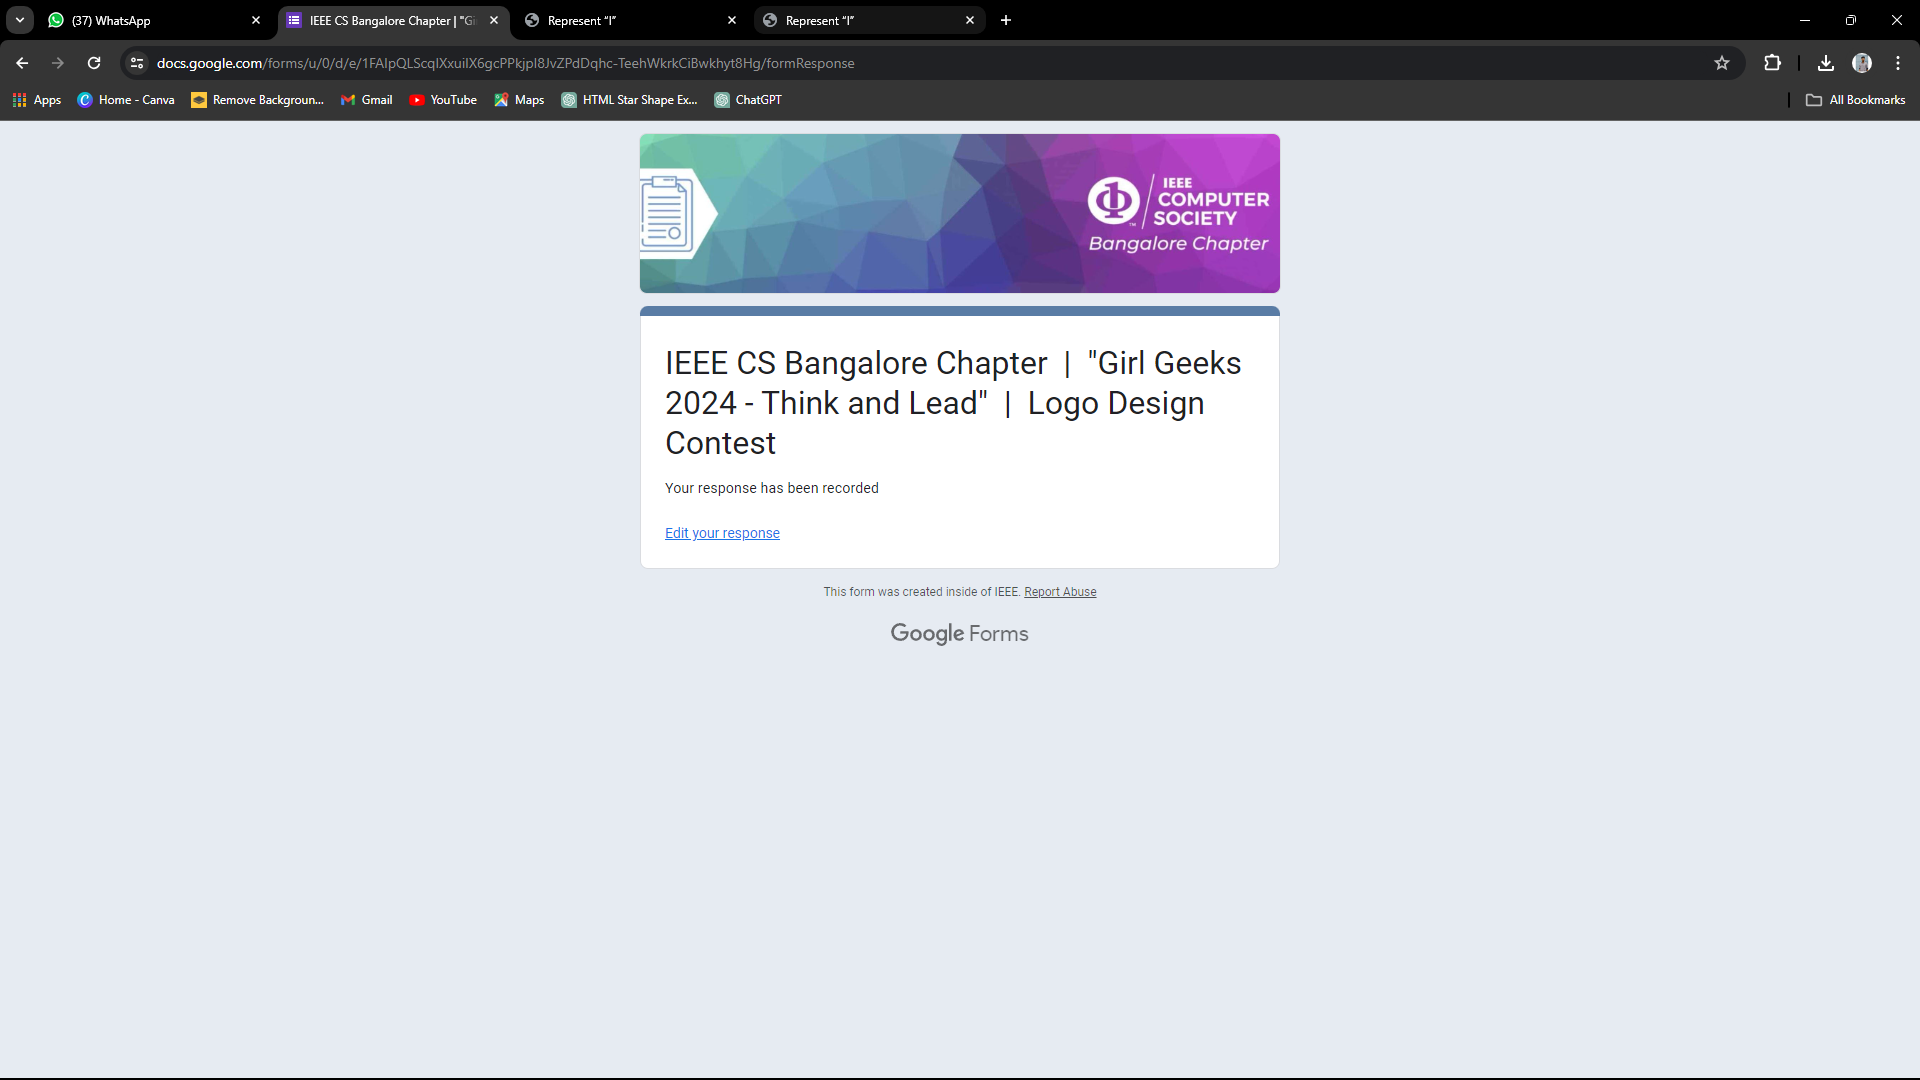 (37) WhatsApp
IEEE CS Bangalore Chapter | "Gi
Represent “I”
Represent “I”
docs.google.com/forms/u/0/d/e/1FAIpQLScqIXxuiIX6gcPPkjpI8JvZPdDqhc-TeehWkrkCiBwkhyt8Hg/formResponse
Apps
Home - Canva
Remove Backgroun...
Gmail
YouTube
Maps
HTML Star Shape Ex...
ChatGPT
All Bookmarks
IEEE
COMPUTER
SOCIETY
Bangalore Chapter
IEEE CS Bangalore Chapter | "Girl Geeks
2024 - Think and Lead" | Logo Design
Contest
Your response has been recorded
Edit your response
This form was created inside of IEEE. Report Abuse
Google Forms